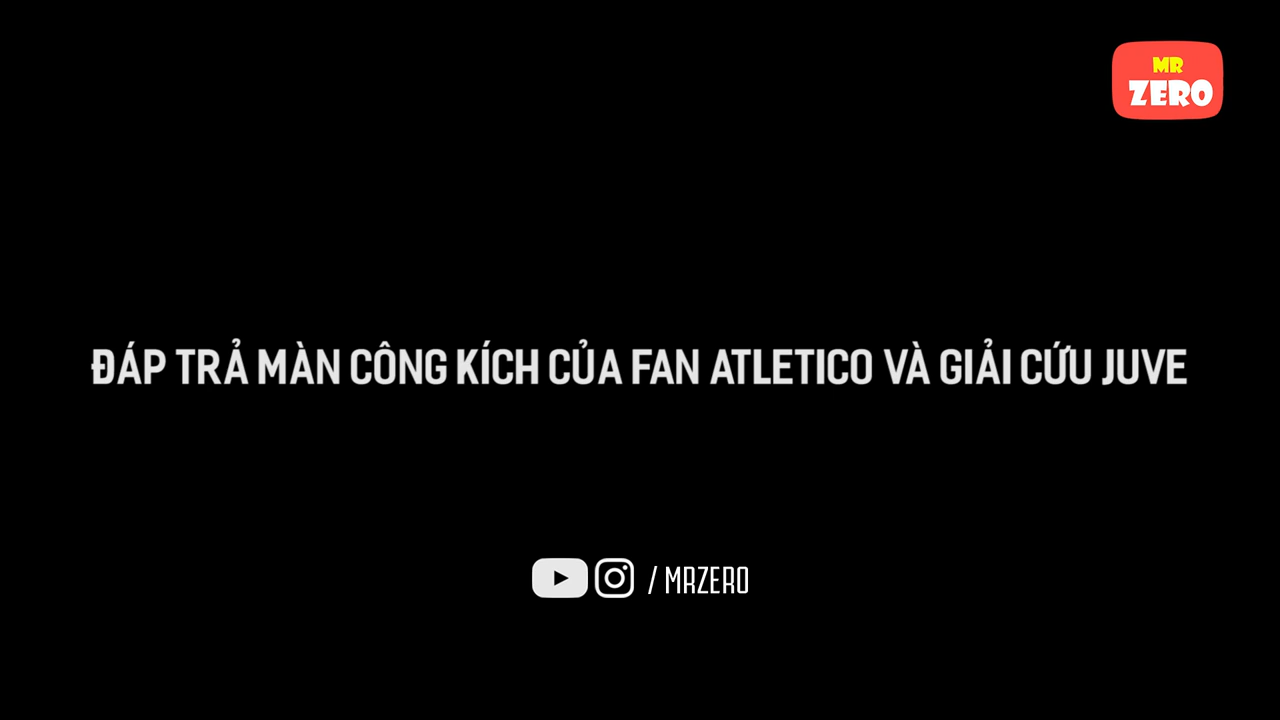 MR
ZERO
ĐÁP TRẢ MÀN CÔNG KÍCH CỦA FAN ATLETICO VÀ GIẢI CỨU JUVE
/ MRZERO